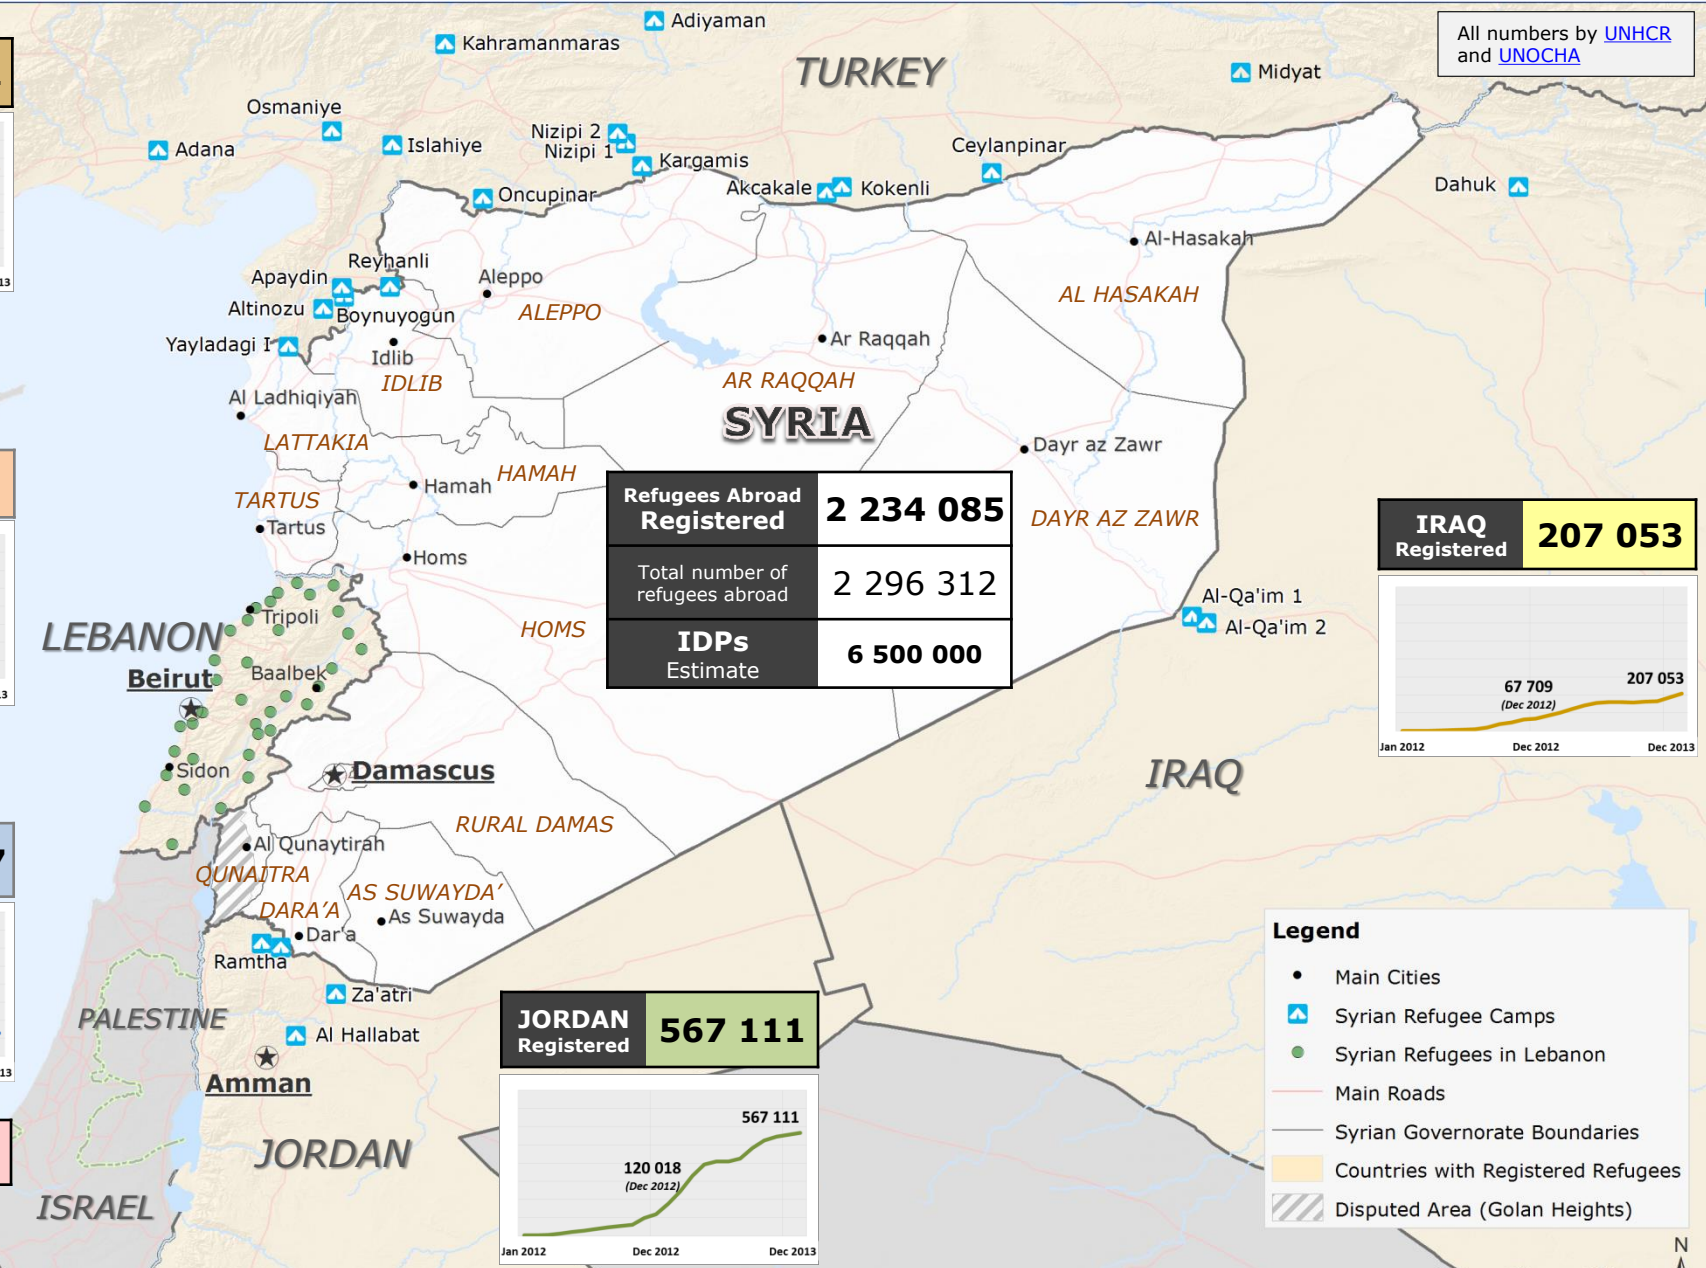 Adiyaman
Kahramanmaras
TURKEY
All numbers by UNHCR
and UNOCHA
Midyat
Osmaniye
Adana
Islahiye
Nizipi 2
Nizipi 1
Kargamis
Ceylanpinar
Oncupinar
Akcakale
Kokenli
Dahuk
13
Al-Hasakah
Reyhanli
Apaydin
Aleppo
Altinozu
Boynuyogun
ALEPPO
AL HASAKAH
Yayladagi I
Idlib
Ar Raqqah
IDLIB
AR RAQQAH
Al Ladhiqiyah
SYRIA
LATTAKIA
Dayr az Zawr
HAMAH
Hamah
TARTUS
Tartus
Refugees Abroad
Registered
2 234 085
DAYR AZ ZAWR
IRAQ
Registered
207 053
Homs
Total number of
refugees abroad
2 296 312
Al-Qa'im 1
Al-Qa'im 2
Tripoli
LEBANON
HOMS
IDPs
Estimate
6 500 000
Beirut
Baalbek
13
207 053
67 709
(Dec 2012)
Jan 2012
Dec 2012
Dec 2013
Sidon
Damascus
IRAQ
RURAL DAMAS
Al Qunaytirah
7
QUNAITRA
AS SUWAYDA’
DARA’A
As Suwayda
Dar'a
Ramtha
Za'atri
PALESTINE
Al Hallabat
13
Amman
JORDAN
Registered
567 111
567 111
120 018
(Dec 2012)
Jan 2012
Dec 2012
Dec 2013
JORDAN
ISRAEL
Legend
Main Cities
Syrian Refugee Camps
Syrian Refugees in Lebanon
Main Roads
Syrian Governorate Boundaries
Countries with Registered Refugees
Disputed Area (Golan Heights)
N